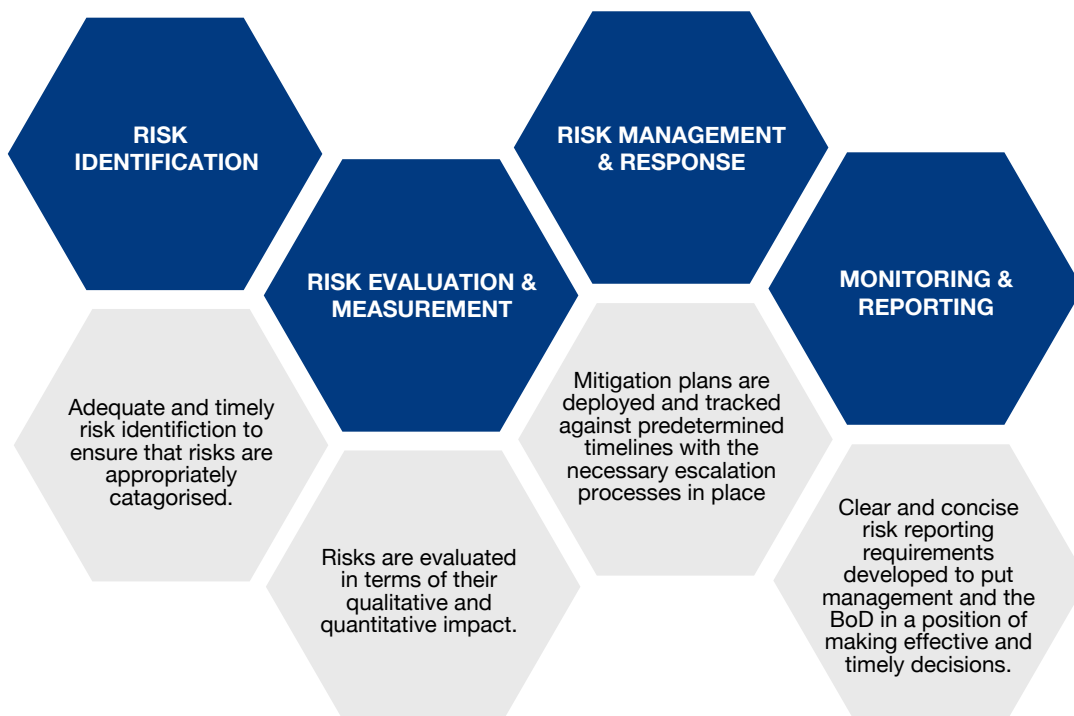 RISK
IDENTIFICATION
Adequate and timely
risk identifiction to
ensure that risks are
appropriately
catagorised.
RISK EVALUATION &
MEASUREMENT
Risks are evaluated
in terms of their
qualitative and
quantitative impact.
RISK MANAGEMENT
& RESPONSE
Mitigation plans are
deployed and tracked
against predetermined
timelines with the
necessary escalation
processes in place
MONITORING &
REPORTING
Clear and concise
risk reporting
requirements
developed to put
management and the
BoD in a position of
making effective and
timely decisions.